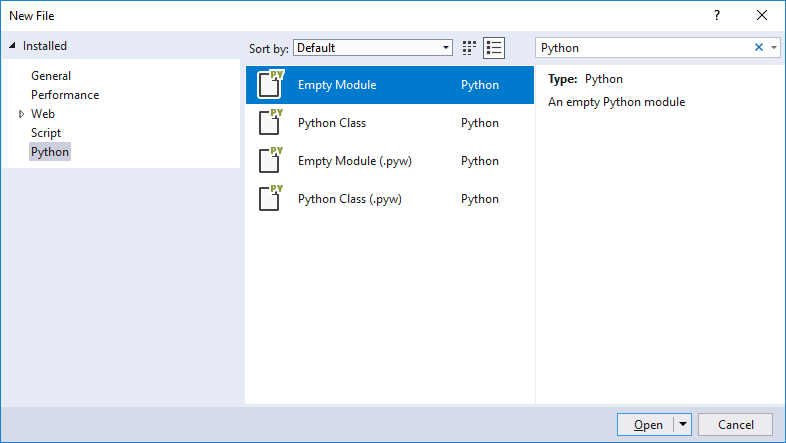 New File
?
Installed
General
Performance
Web
Script
Python
Sort by: Default
Python
PY Empty Module Python
PY Python Class Python
PY Empty Module (.pyw) Python
PY Python Class (.pyw) Python
Type: Python
An empty Python module
Open
Cancel